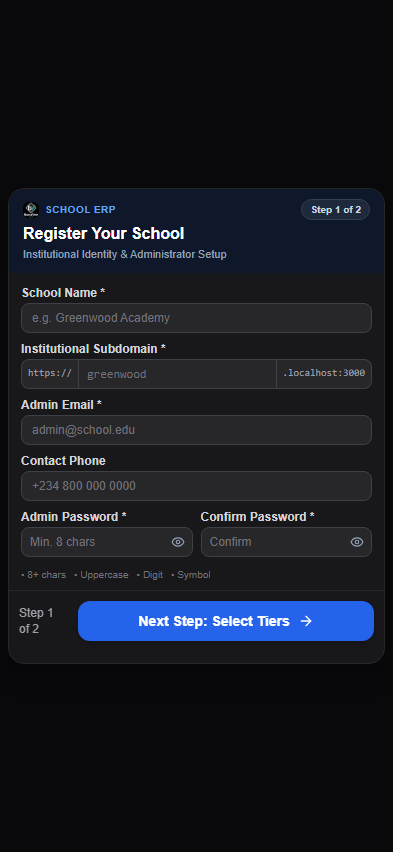 SCHOOL ERP
Step 1 of 2
Register Your School
Institutional Identity & Administrator Setup
School Name *
e.g. Greenwood Academy
Institutional Subdomain *
https:// greenwood .localhost:3000
Admin Email *
admin@school.edu
Contact Phone
+234 800 000 0000
Admin Password * Confirm Password *
Min. 8 chars Confirm
• 8+ chars • Uppercase • Digit • Symbol
Step 1
of 2
Next Step: Select Tiers →